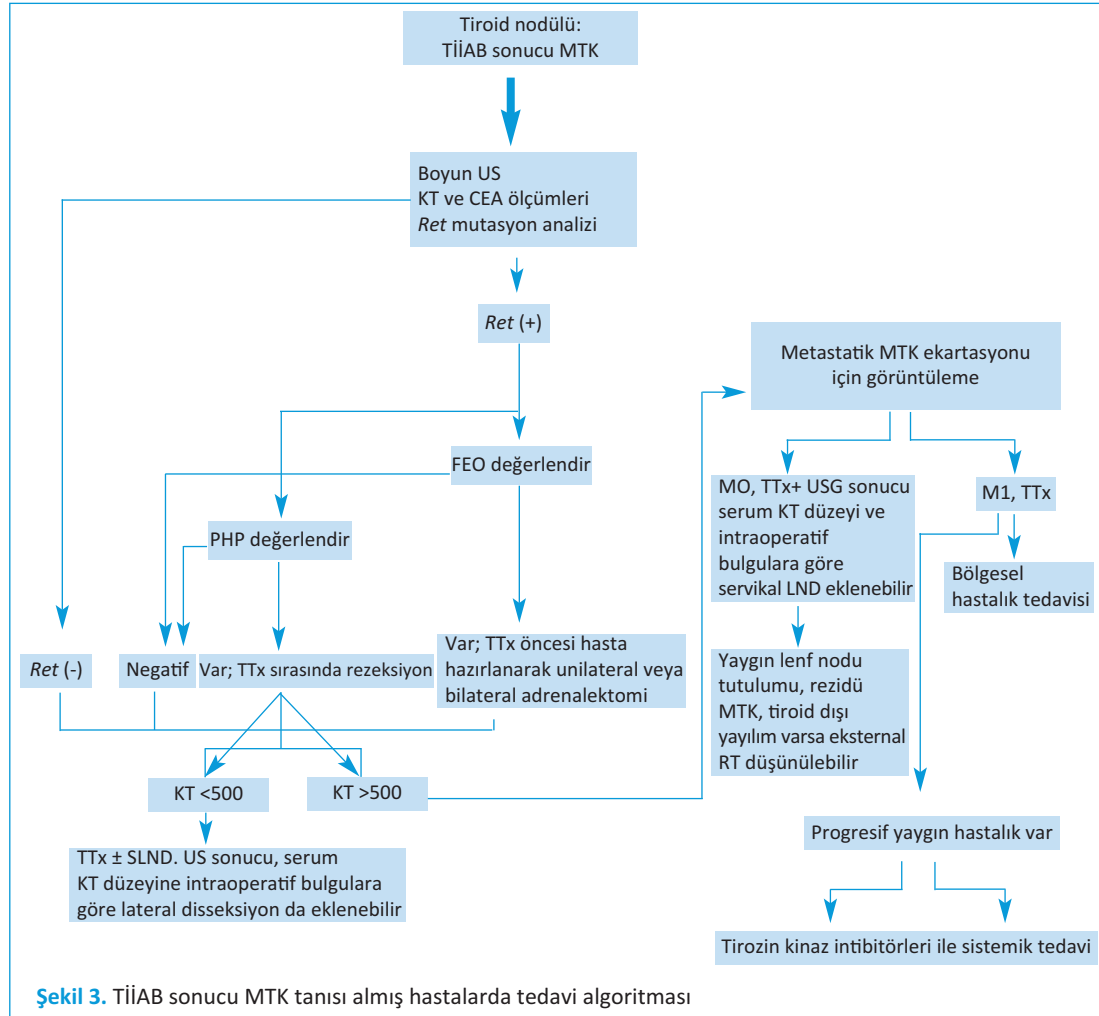 Tiroid nodülü:
TİİAB sonucu MTK
Boyun US
KT ve CEA ölçümleri
Ret mutasyon analizi
Ret (+)
Metastatik MTK ekartasyonu
için görüntüleme
FEO değerlendir
PHP değerlendir
MO, TTx+ USG sonucu
serum KT düzeyi ve
intraoperatif
bulgulara göre
servikal LND eklenebilir
M1, TTx
Bölgesel
hastalık tedavisi
Ret (-)
Negatif
Var; TTx sırasında rezeksiyon
Var; TTx öncesi hasta
hazırlanarak unilateral veya
bilateral adrenalektomi
Yaygın lenf nodu
tutulumu, rezidü
MTK, tiroid dışı
yayılım varsa eksternal
RT düşünülebilir
KT <500
KT >500
TTx ± SLND. US sonucu, serum
KT düzeyine intraoperatif bulgulara
göre lateral disseksiyon da eklenebilir
Progresif yaygın hastalık var
Tirozin kinaz intibitörleri ile sistemik tedavi
Şekil 3. TİİAB sonucu MTK tanısı almış hastalarda tedavi algoritması